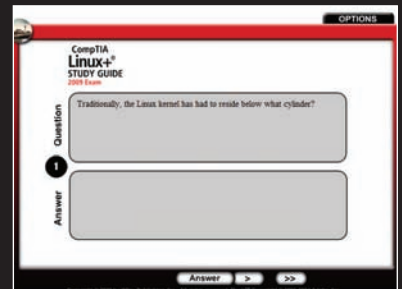 OPTIONS
CompTIA
Linux+®
STUDY GUIDE
2009 Exam
Question
Traditionally, the Linux kernel has had to reside below what cylinder?
1
Answer
Answer
>
>>